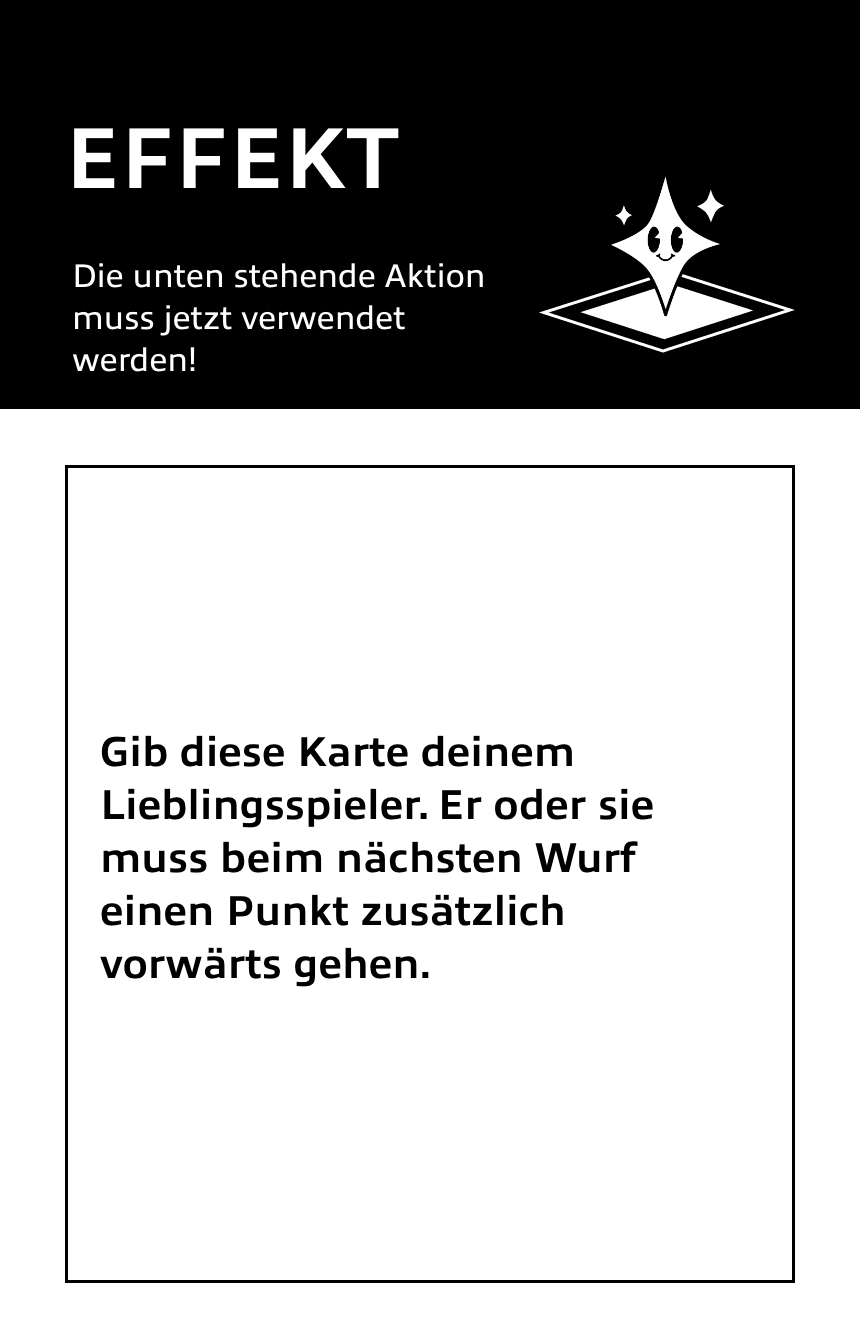 EFFEKT
Die unten stehende Aktion
muss jetzt verwendet
werden!
Gib diese Karte deinem
Lieblingsspieler. Er oder sie
muss beim nächsten Wurf
einen Punkt zusätzlich
vorwärts gehen.